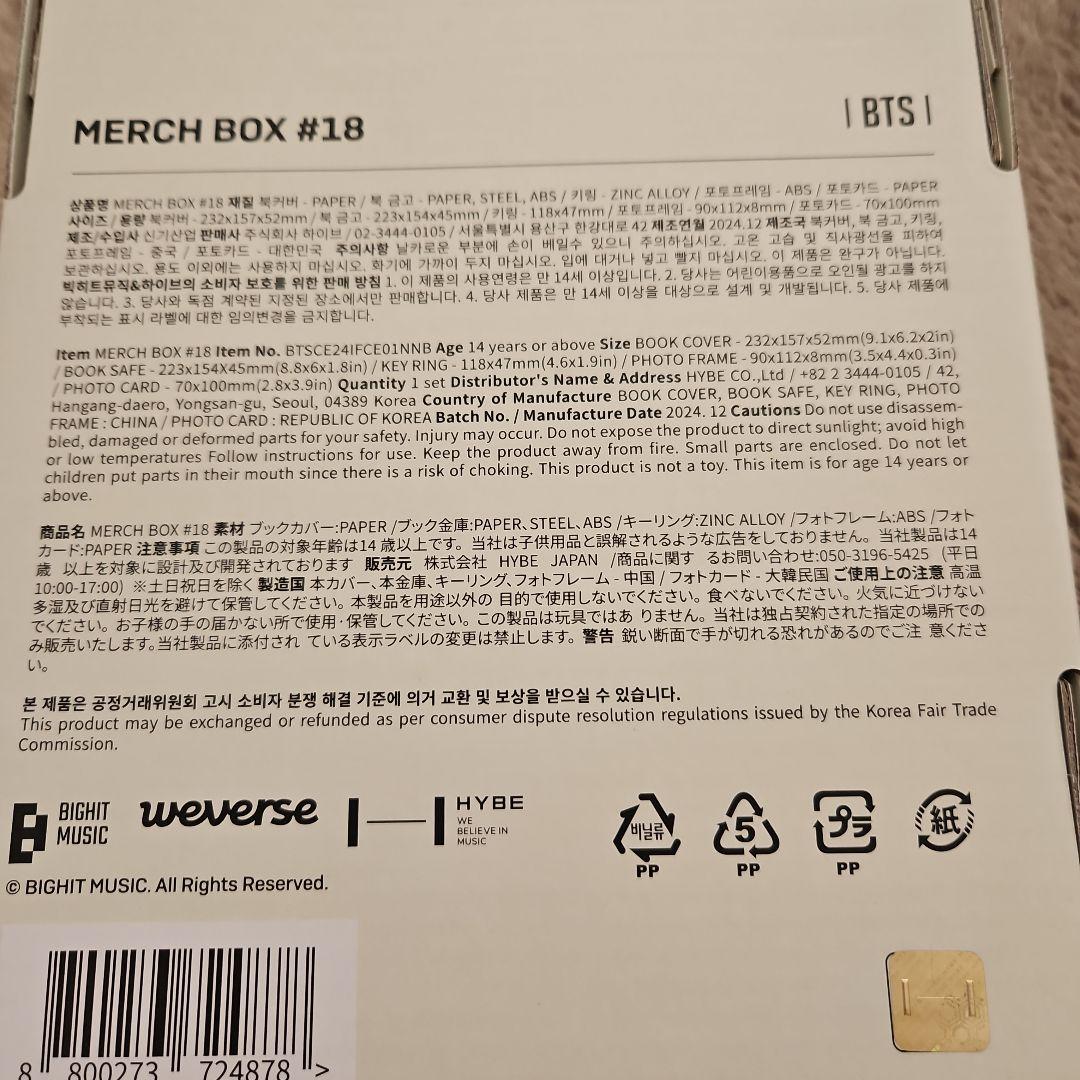 MERCH BOX #18
| BTS |
상품명 MERCH BOX #18 재질 북커버 - PAPER / 북 금고 - PAPER, STEEL, ABS / 키링 - ZINC ALLOY / 포토프레임 - ABS / 포토카드 - PAPER
사이즈 / 용량 북커버 - 232x157x52mm / 북 금고 - 223x154x45mm / 키링 - 118x47mm / 포토프레임 - 90x112x8mm / 포토카드 - 70x100mm
제조/수입사 신기산업 판매사 주식회사 하이브 / 02-3444-0105 / 서울특별시 용산구 한강대로 42 제조연월 2024.12 제조국 북커버, 북 금고, 키링,
포토프레임 - 중국 / 포토카드 - 대한민국 주의사항 날카로운 부분에 손이 베일수 있으니 주의하십시오. 고온 고습 및 직사광선을 피하여
보관하십시오. 용도 이외에는 사용하지 마십시오. 화기에 가까이 두지 마십시오. 입에 대거나 넣고 빨지 마십시오. 이 제품은 완구가 아닙니다.
빅히트뮤직&하이브의 소비자 보호를 위한 판매 방침 1. 이 제품의 사용연령은 만 14세 이상입니다. 2. 당사는 어린이용품으로 오인될 광고를 하지
않습니다. 3. 당사와 독점 계약된 지정된 장소에서만 판매합니다. 4. 당사 제품은 만 14세 이상을 대상으로 설계 및 개발됩니다. 5. 당사 제품에
부착되는 표시 라벨에 대한 임의변경을 금지합니다.
Item MERCH BOX #18 Item No. BTSCE24IFCE01NNB Age 14 years or above Size BOOK COVER - 232x157x52mm(9.1x6.2x2in)
/ BOOK SAFE - 223x154x45mm(8.8x6x1.8in) / KEY RING - 118x47mm(4.6x1.9in) / PHOTO FRAME - 90x112x8mm(3.5x4.4x0.3in)
/ PHOTO CARD - 70x100mm(2.8x3.9in) Quantity 1 set Distributor's Name & Address HYBE CO.,Ltd / +82 2 3444-0105 / 42,
Hangang-daero, Yongsan-gu, Seoul, 04389 Korea Country of Manufacture BOOK COVER, BOOK SAFE, KEY RING, PHOTO
FRAME : CHINA / PHOTO CARD : REPUBLIC OF KOREA Batch No. / Manufacture Date 2024. 12 Cautions Do not use disassem-
bled, damaged or deformed parts for your safety. Injury may occur. Do not expose the product to direct sunlight; avoid high
or low temperatures Follow instructions for use. Keep the product away from fire. Small parts are enclosed. Do not let
children put parts in their mouth since there is a risk of choking. This product is not a toy. This item is for age 14 years or
above.
商品名 MERCH BOX #18 素材 ブックカバー:PAPER /ブック金庫:PAPER、STEEL、ABS /キーリング:ZINC ALLOY /フォトフレーム:ABS /フォト
カード:PAPER 注意事項 この製品の対象年齢は14 歳以上です。 当社は子供用品と誤解されるような広告をしておりません。 当社製品は14
歳 以上を対象に設計及び開発されております 販売元 株式会社 HYBE JAPAN /商品に関す るお問い合わせ:050-3196-5425 (平日
10:00-17:00) ※土日祝日を除く 製造国 本カバー、本金庫、キーリング、フォトフレーム - 中国 / フォトカード - 大韓民国 ご使用上の注意 高温
多湿及び直射日光を避けて保管してください。 本製品を用途以外の 目的で使用しないでください。 食べないでください。 火気に近づけない
でください。 お子様の手の届かない所で使用·保管してください。 この製品は玩具ではあ りません。 当社は独占契約された指定の場所での
み販売いたします。当社製品に添付され ている表示ラベルの変更は禁止します。 警告 鋭い断面で手が切れる恐れがあるのでご注 意くださ
い。
본 제품은 공정거래위원회 고시 소비자 분쟁 해결 기준에 의거 교환 및 보상을 받으실 수 있습니다.
This product may be exchanged or refunded as per consumer dispute resolution regulations issued by the Korea Fair Trade
Commission.
BIGHIT
MUSIC
weverse
HYBE
WE
BELIEVE IN
MUSIC
비닐류
PP
5
PP
プラ
PP
紙
© BIGHIT MUSIC. All Rights Reserved.
8 800273 724878 >